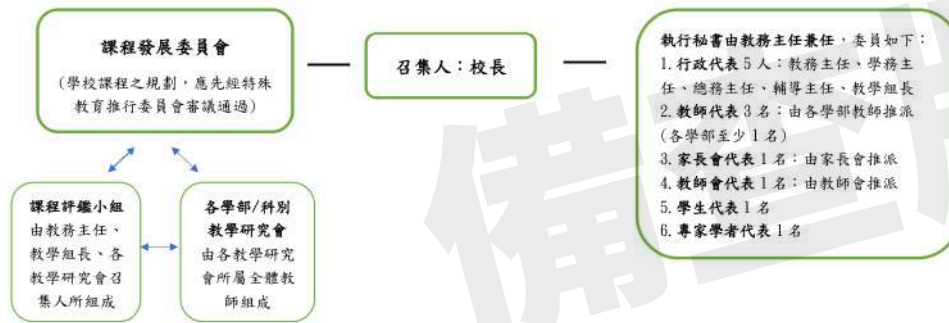 課程發展委員會
(學校課程之規劃，應先經特殊
教育推行委員會審議通過)
召集人：校長
執行秘書由教務主任兼任，委員如下：
1.行政代表5人：教務主任、學務主
任、總務主任、輔導主任、教學組長
2.教師代表3名：由各學部教師推派
(各學部至少1名)
3.家長會代表1名：由家長會推派
4.教師會代表1名：由教師會推派
5.學生代表1名
6.專家學者代表1名
課程評鑑小組
由教務主任、
教學組長、各
教學研究會召
集人所組成
各學部/科別
教學研究會
由各教學研究
會所屬全體教
師組成
備查